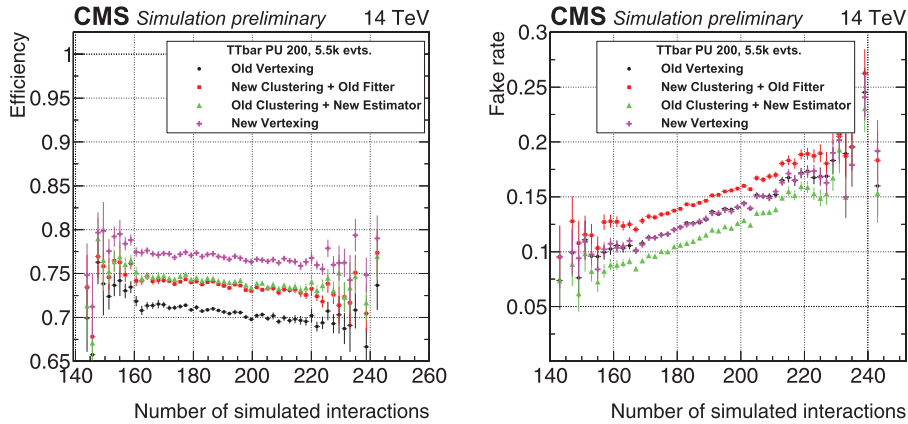 CMS Simulation preliminary 14 TeV
Efficiency
1
0.95
0.9
0.85
0.8
0.75
0.7
0.65
TTbar PU 200, 5.5k evts.
Old Vertexing
New Clustering + Old Fitter
Old Clustering + New Estimator
New Vertexing
140 160 180 200 220 240 260
Number of simulated interactions
CMS Simulation preliminary 14 TeV
Fake rate
0.3
0.25
0.2
0.15
0.1
0.05
0
TTbar PU 200, 5.5k evts.
Old Vertexing
New Clustering + Old Fitter
Old Clustering + New Estimator
New Vertexing
140 160 180 200 220 240
Number of simulated interactions